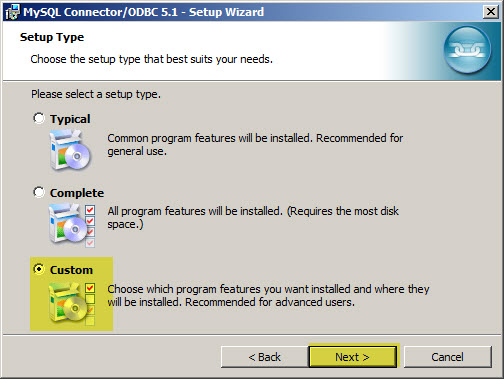 MySQL Connector/ODBC 5.1 - Setup Wizard
Setup Type
Choose the setup type that best suits your needs.
Please select a setup type.
Typical
Common program features will be installed. Recommended for
general use.
Complete
All program features will be installed. (Requires the most disk
space.)
Custom
Choose which program features you want installed and where they
will be installed. Recommended for advanced users.
< Back
Next >
Cancel